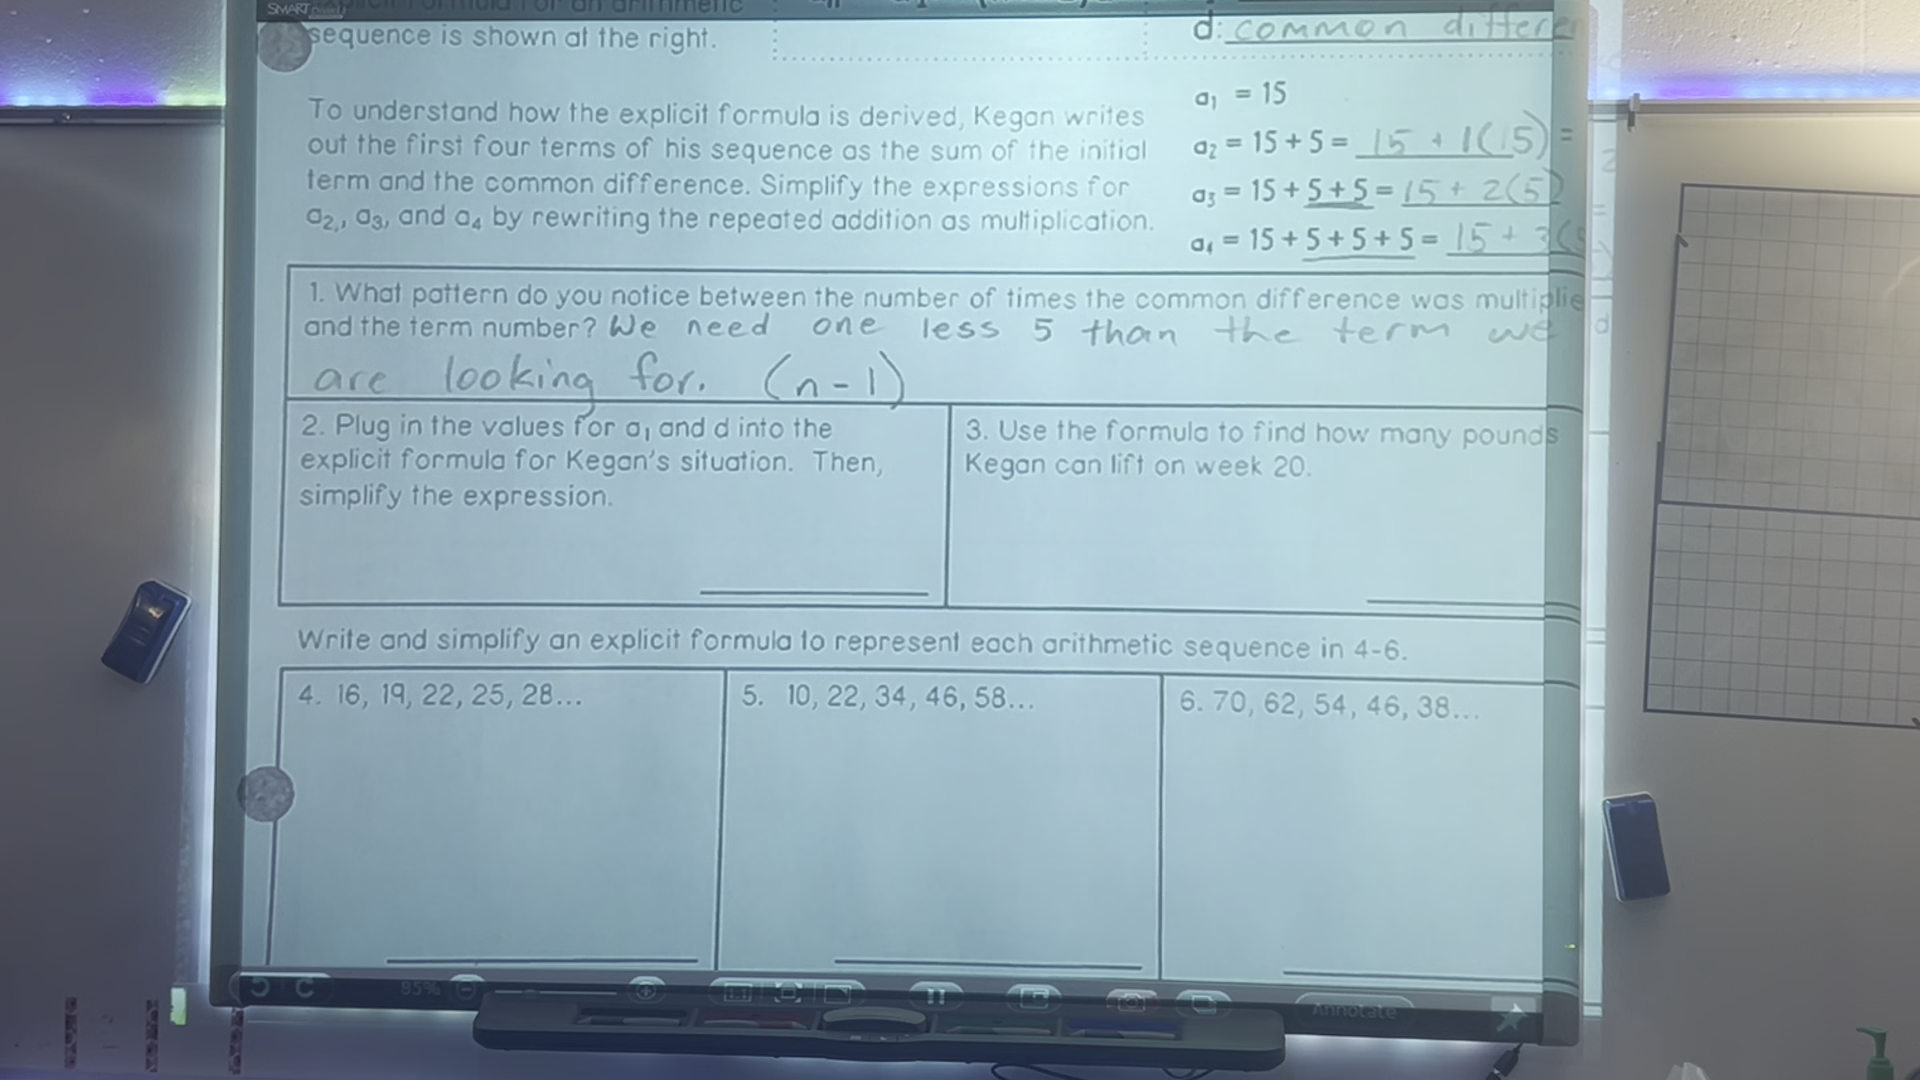 SMART
sequence is shown at the right.
d: common
To understand how the explicit formula is derived, Kegan writes
out the first four terms of his sequence as the sum of the initial
term and the common difference. Simplify the expressions for
a₂, a₃, and a₄ by rewriting the repeated addition as multiplication.
a₁ = 15
a₂ = 15 + 5 = 15 + 1(15) =
a₃ = 15 + 5 + 5 = 15 + 2(5)
a₄ = 15 + 5 + 5 + 5 = 15 + 3(
1. What pattern do you notice between the number of times the common difference was multiplie
and the term number? We need one less 5 than the term we
are looking for. (n-1)
2. Plug in the values for a₁ and d into the
explicit formula for Kegan's situation. Then,
simplify the expression.
3. Use the formula to find how many pounds
Kegan can lift on week 20.
Write and simplify an explicit formula to represent each arithmetic sequence in 4-6.
4. 16, 19, 22, 25, 28...
5. 10, 22, 34, 46, 58...
6. 70, 62, 54, 46, 38...
85%
Annotate